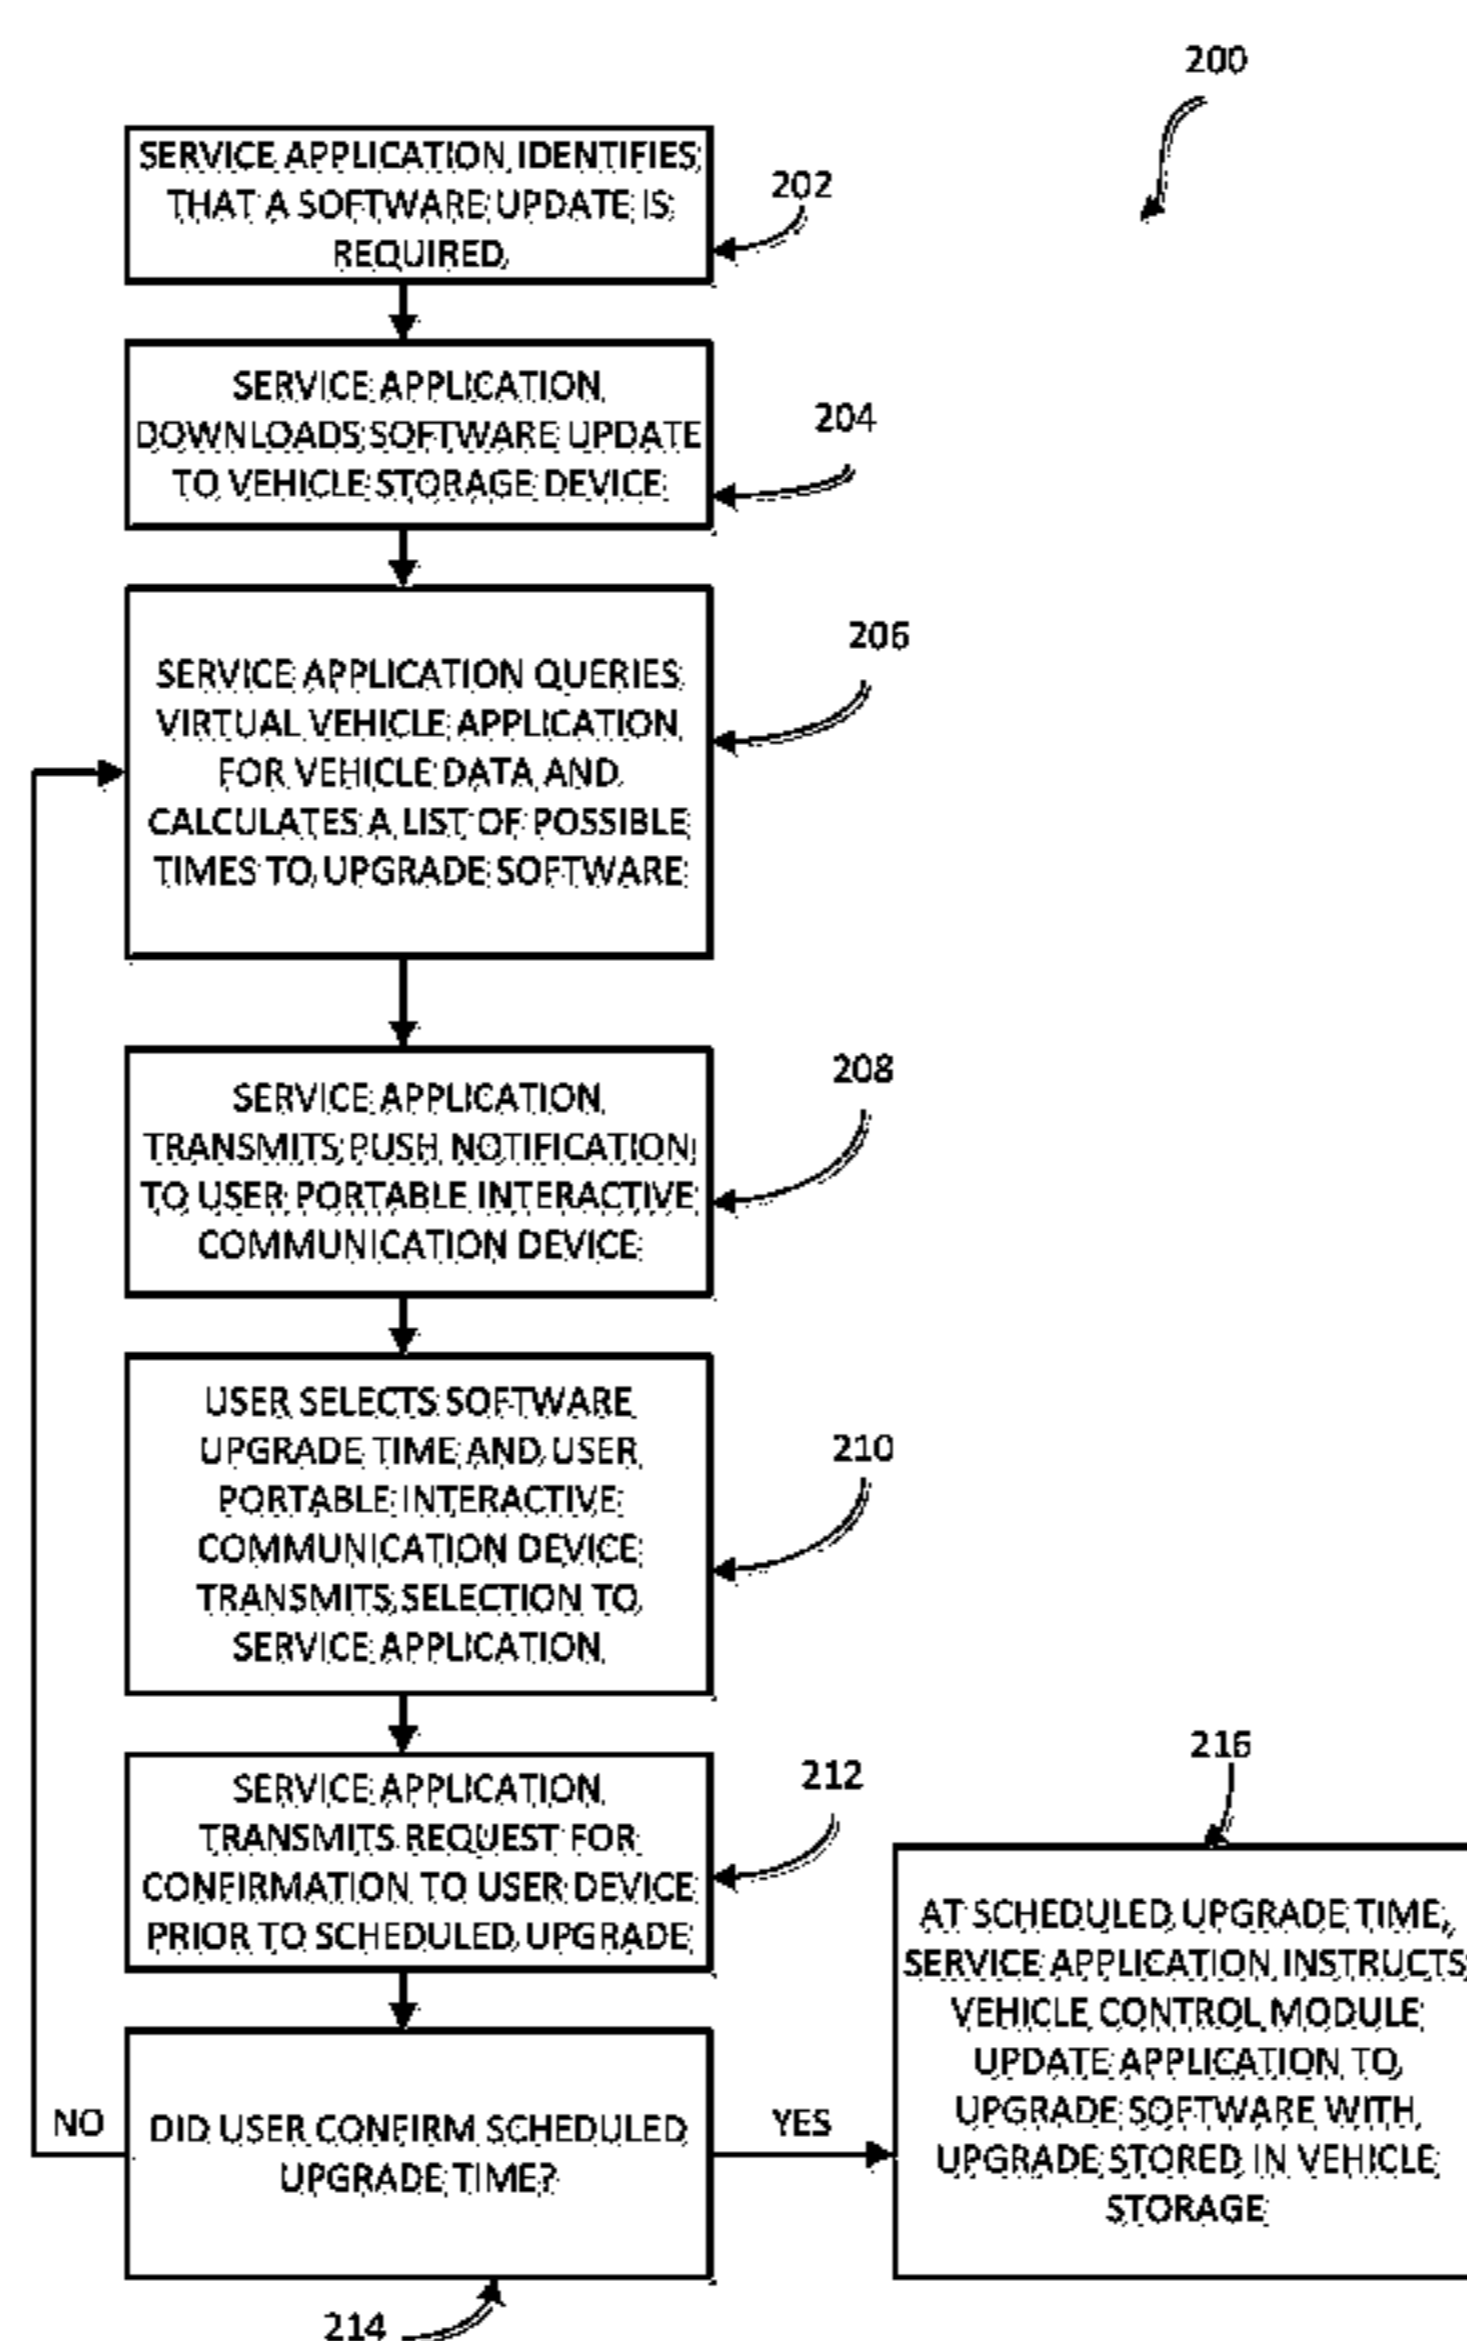 200
SERVICE APPLICATION IDENTIFIES
THAT A SOFTWARE UPDATE IS
REQUIRED
202
SERVICE APPLICATION
DOWNLOADS SOFTWARE UPDATE
TO VEHICLE STORAGE DEVICE
204
SERVICE APPLICATION QUERIES
VIRTUAL VEHICLE APPLICATION
FOR VEHICLE DATA AND
CALCULATES A LIST OF POSSIBLE
TIMES TO UPGRADE SOFTWARE
206
SERVICE APPLICATION
TRANSMITS PUSH NOTIFICATION
TO USER PORTABLE INTERACTIVE
COMMUNICATION DEVICE
208
USER SELECTS SOFTWARE
UPGRADE TIME AND USER
PORTABLE INTERACTIVE
COMMUNICATION DEVICE
TRANSMITS SELECTION TO
SERVICE APPLICATION
210
SERVICE APPLICATION
TRANSMITS REQUEST FOR
CONFIRMATION TO USER DEVICE
PRIOR TO SCHEDULED UPGRADE
212
NO
DID USER CONFIRM SCHEDULED
UPGRADE TIME?
YES
214
216
AT SCHEDULED UPGRADE TIME,
SERVICE APPLICATION INSTRUCTS
VEHICLE CONTROL MODULE
UPDATE APPLICATION TO
UPGRADE SOFTWARE WITH
UPGRADE STORED IN VEHICLE
STORAGE